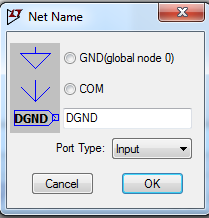 Net Name
GND(global node 0)
COM
DGND DGND
Port Type: Input
Cancel OK